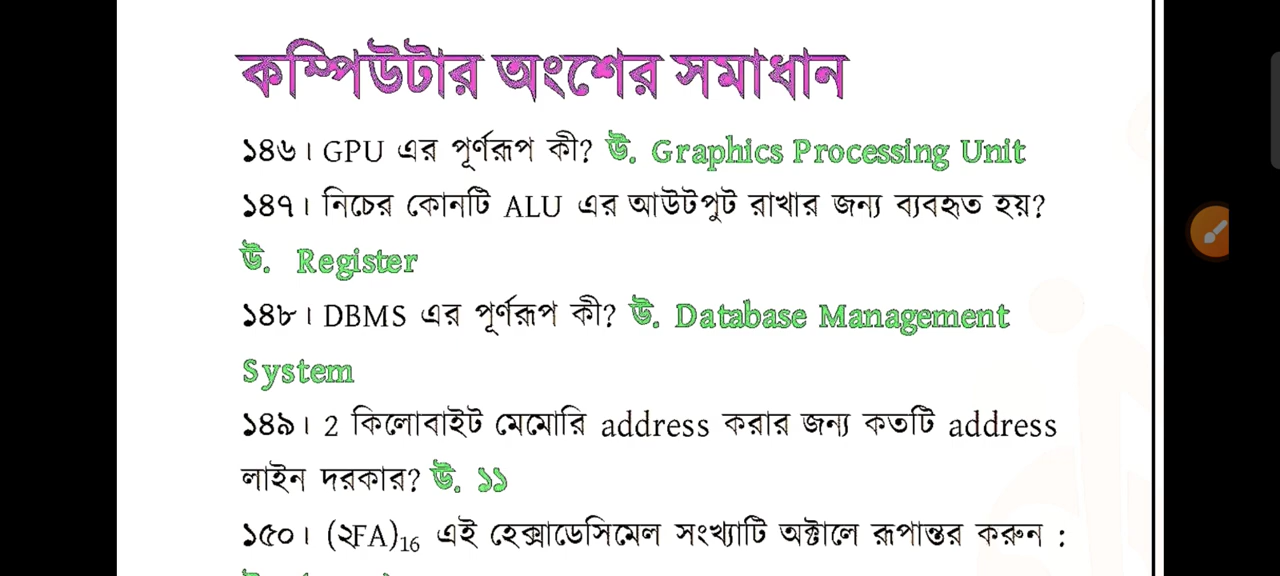 কম্পিউটার অংশের সমাধান
১৪৬। GPU এর পূর্ণরূপ কী? উ. Graphics Processing Unit
১৪৭। নিচের কোনটি ALU এর আউটপুট রাখার জন্য ব্যবহৃত হয়?
উ. Register
১৪৮। DBMS এর পূর্ণরূপ কী? উ. Database Management
System
১৪৯। 2 কিলোবাইট মেমোরি address করার জন্য কতটি address
লাইন দরকার? উ. ১১
১৫০। (২FA)16 এই হেক্সাডেসিমেল সংখ্যাটি অক্টালে রূপান্তর করুন :